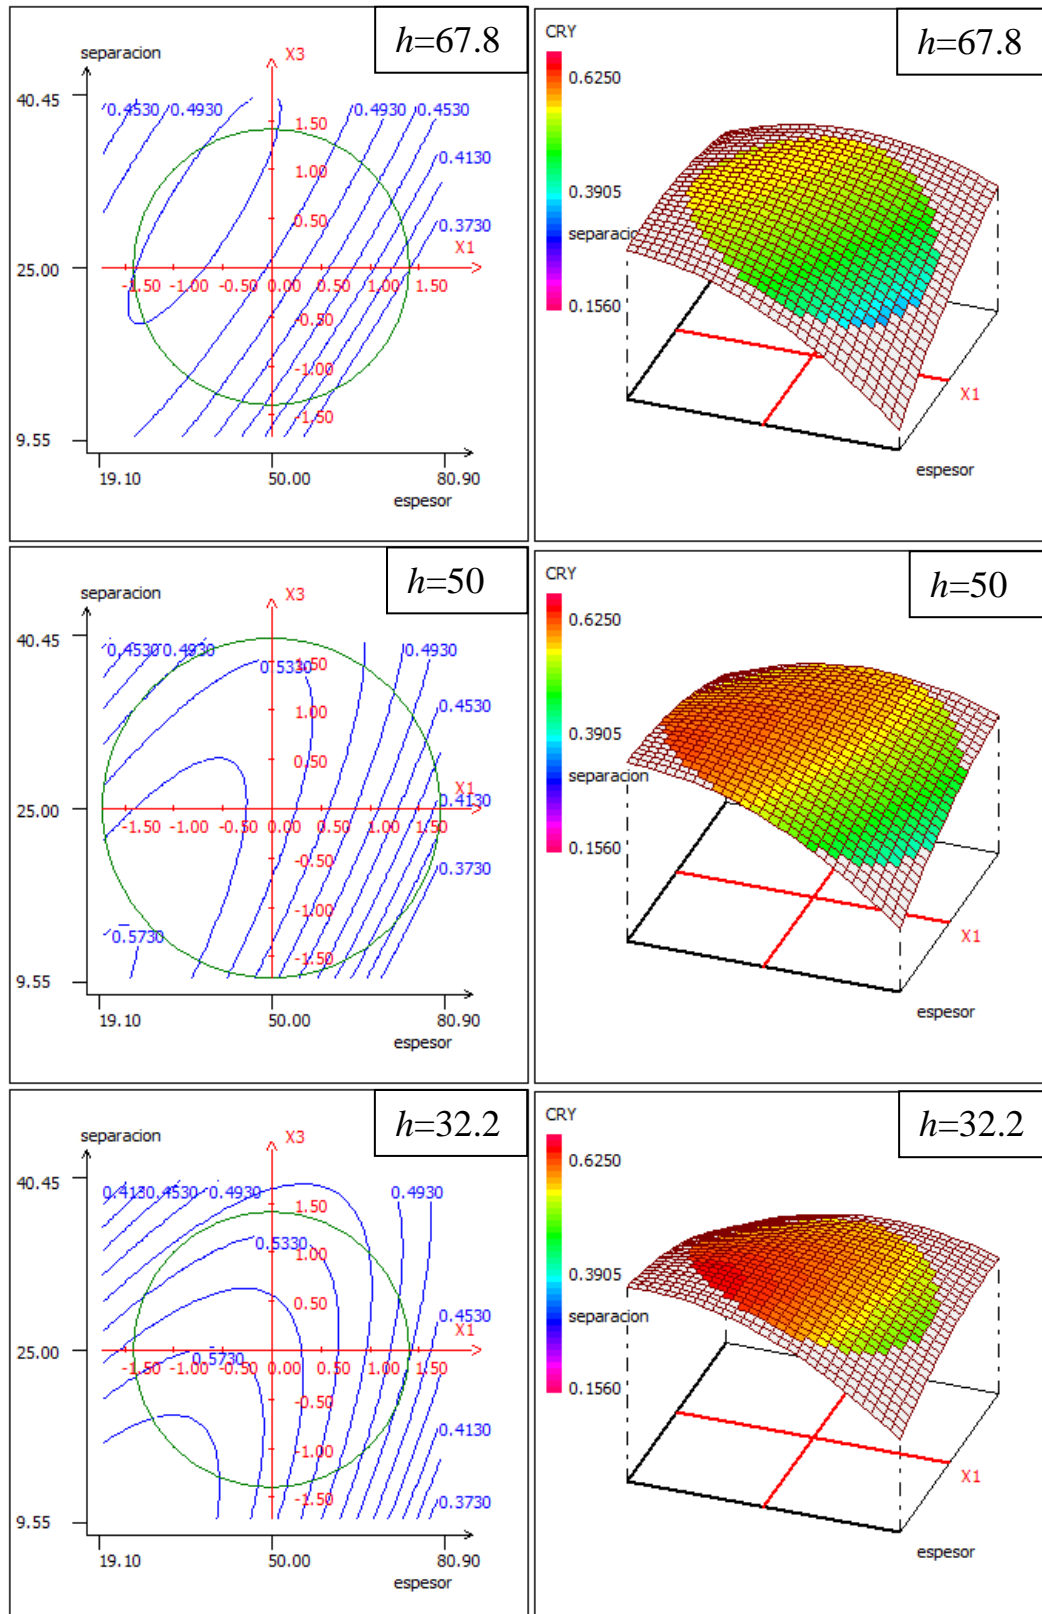 h=67.8
separacion
X3
40.45
0.4530 0.4930
0.4930 0.4530
1.50
0.4130
1.00
0.50
0.3730
X1
25.00
-1.50 -1.00 -0.50 0.00 0.50 1.00 1.50
-0.50
-1.00
-1.50
9.55
19.10 50.00 80.90
espesor
h=67.8
CRY
0.6250
0.3905
separacio
0.1560
X1
espesor
h=50
separacion
X3
40.45
0.4530 0.4930
0.5330
1.50
0.4930
1.00
0.4530
0.50
X1
0.4130
25.00
-1.50 -1.00 -0.50 0.00 0.50 1.00 1.50
-0.50
0.3730
-1.00
0.5730
-1.50
9.55
19.10 50.00 80.90
espesor
h=50
CRY
0.6250
0.3905
separacion
0.1560
X1
espesor
h=32.2
separacion
X3
40.45
0.4130 .4530 0.4930
0.4930
1.50
0.5330
1.00
0.50
0.4530
X1
25.00
-1.50 -1.00 -0.50 0.00 0.50 1.00 1.50
0.5730
-0.50
0.4130
-1.00
-1.50
0.3730
9.55
19.10 50.00 80.90
espesor
h=32.2
CRY
0.6250
0.3905
separacion
0.1560
X1
espesor